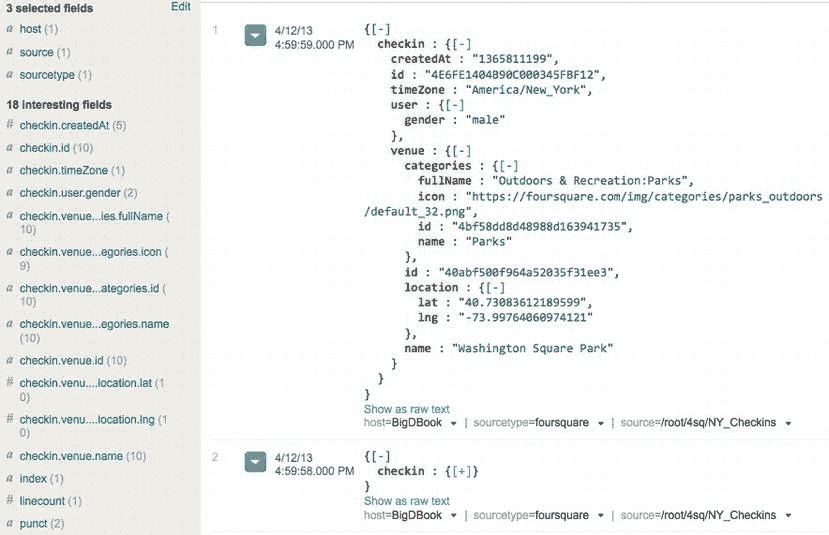 3 selected fields Edit
a host (1)
a source (1)
a sourcetype (1)
18 interesting fields
# checkin.createdAt (5)
a checkin.id (10)
a checkin.timeZone (1)
a checkin.user.gender (2)
a checkin.venue...ies.fullName (
10)
a checkin.venue...egories.icon (
9)
a checkin.venue...ategories.id (
10)
a checkin.venue...egories.name
(10)
a checkin.venue.id (10)
# checkin.venu....location.lat (1
0)
# checkin.venu....location.lng (1
0)
a checkin.venue.name (10)
a index (1)
# linecount (1)
a punct (2)
1 4/12/13
4:59:59.000 PM
{[-]
checkin : {[-]
createdAt : "1365811199",
id : "4E6FE1404B90C000345FBF12",
timeZone : "America/New_York",
user : {[-]
gender : "male"
},
venue : {[-]
categories : {[-]
fullName : "Outdoors & Recreation:Parks",
icon : "https://foursquare.com/img/categories/parks_outdoors
/default_32.png",
id : "4bf58dd8d48988d163941735",
name : "Parks"
},
id : "40abf500f964a52035f31ee3",
location : {[-]
lat : "40.73083612189599",
lng : "-73.99764060974121"
},
name : "Washington Square Park"
}
}
}
Show as raw text
host=BigDBook | sourcetype=foursquare | source=/root/4sq/NY_Checkins
2 4/12/13
4:59:58.000 PM
{[-]
checkin : {[+]}
}
Show as raw text
host=BigDBook | sourcetype=foursquare | source=/root/4sq/NY_Checkins